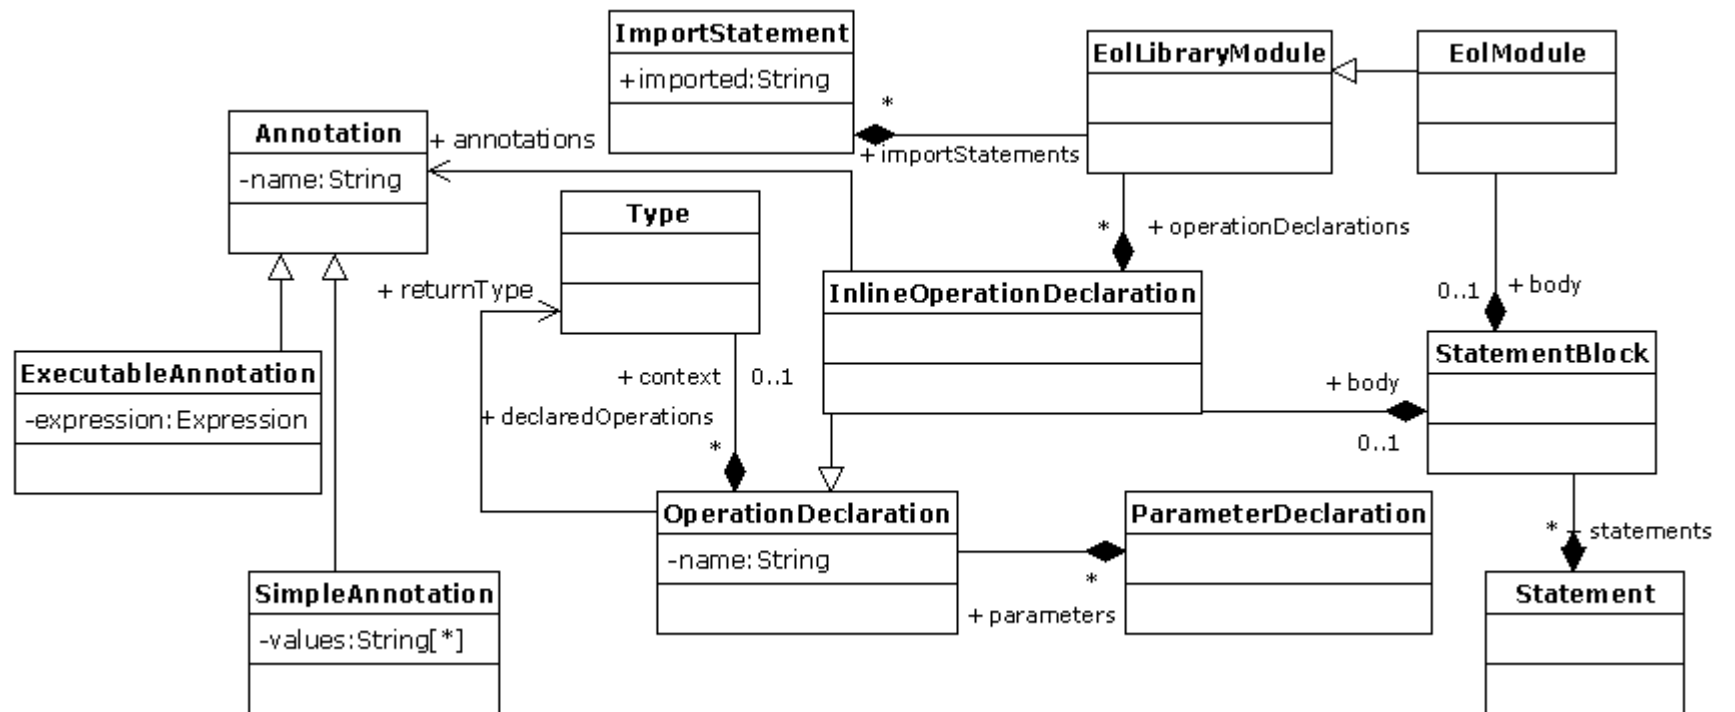 ImportStatement
+imported:String
EolLibraryModule
EolModule
*
+ importStatements
Annotation
-name:String
+ annotations
Type
* + operationDeclarations
+ returnType
InlineOperationDeclaration
0..1 + body
StatementBlock
ExecutableAnnotation
-expression:Expression
+ context 0..1
+ declaredOperations
*
+ body
0..1
OperationDeclaration
-name:String
ParameterDeclaration
*
+ parameters
* + statements
SimpleAnnotation
-values:String[*]
Statement